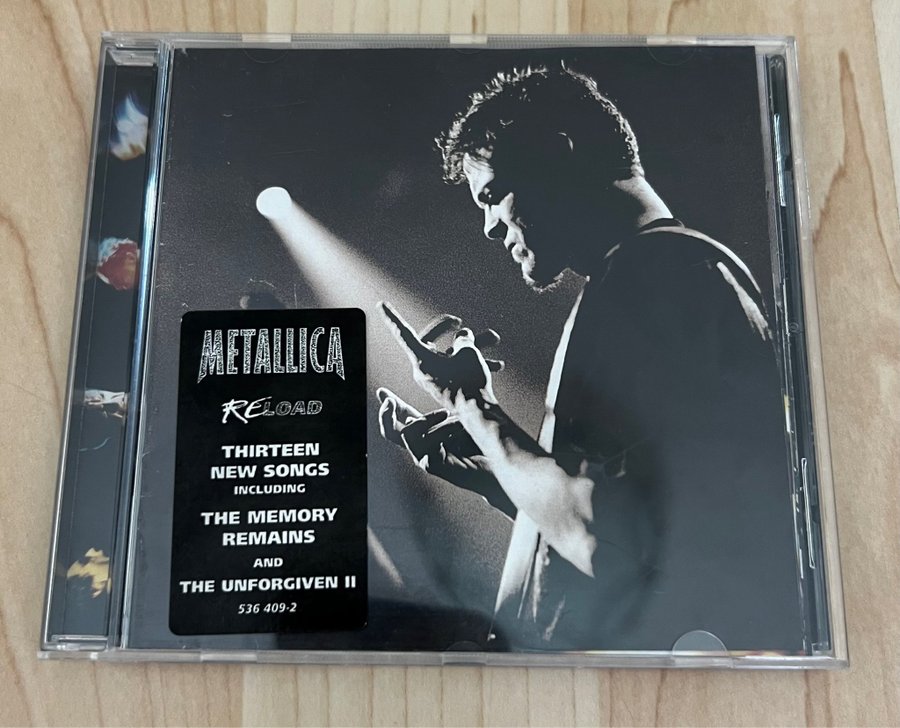 METALLICA
RELOAD
THIRTEEN
NEW SONGS
INCLUDING
THE MEMORY
REMAINS
AND
THE UNFORGIVEN II
536 409-2